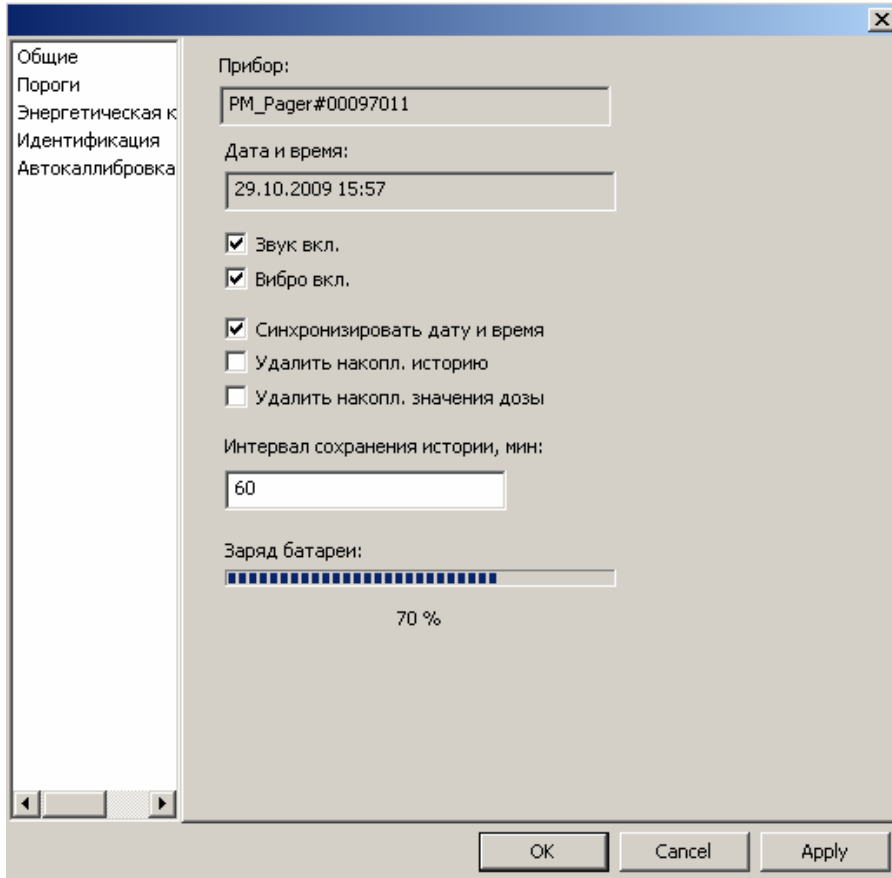 Общие
Пороги
Энергетическая к
Идентификация
Автокаллибровка
Прибор:
PM_Pager#00097011
Дата и время:
29.10.2009 15:57
Звук вкл.
Вибро вкл.
Синхронизировать дату и время
Удалить накопл. историю
Удалить накопл. значения дозы
Интервал сохранения истории, мин:
60
Заряд батареи:
70 %
OK
Cancel
Apply